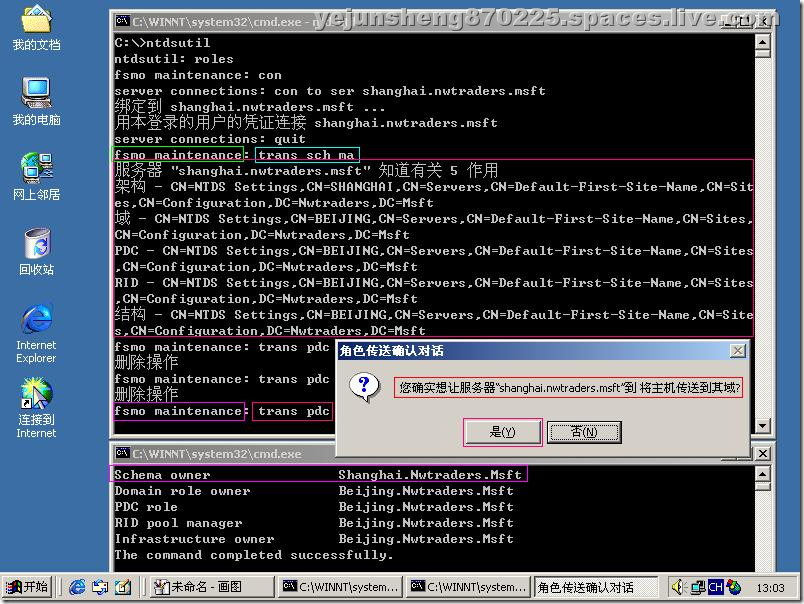 yejunsheng870225.spaces.live.com
我的文档
我的电脑
网上邻居
回收站
Internet
Explorer
连接到
Internet
C:\WINNT\system32\cmd.exe - n
C:\>ntdsutil
ntdsutil: roles
fsmo maintenance: con
server connections: con to ser shanghai.nwtraders.msft
绑定到 shanghai.nwtraders.msft ...
用本登录的用户的凭证连接 shanghai.nwtraders.msft
server connections: quit
fsmo maintenance: trans sch ma
服务器 "shanghai.nwtraders.msft" 知道有关 5 作用
架构 - CN=NTDS Settings,CN=SHANGHAI,CN=Servers,CN=Default-First-Site-Name,CN=Sit
es,CN=Configuration,DC=Nwtraders,DC=Msft
域 - CN=NTDS Settings,CN=BEIJING,CN=Servers,CN=Default-First-Site-Name,CN=Sites,
CN=Configuration,DC=Nwtraders,DC=Msft
PDC - CN=NTDS Settings,CN=BEIJING,CN=Servers,CN=Default-First-Site-Name,CN=Sites
,CN=Configuration,DC=Nwtraders,DC=Msft
RID - CN=NTDS Settings,CN=BEIJING,CN=Servers,CN=Default-First-Site-Name,CN=Sites
,CN=Configuration,DC=Nwtraders,DC=Msft
结构 - CN=NTDS Settings,CN=BEIJING,CN=Servers,CN=Default-First-Site-Name,CN=Site
s,CN=Configuration,DC=Nwtraders,DC=Msft
fsmo maintenance: trans pdc
删除操作
fsmo maintenance: trans pdc
删除操作
fsmo maintenance: trans pdc
角色传送确认对话
您确实想让服务器"shanghai.nwtraders.msft"到 将主机传送到其域?
是(Y)
否(N)
C:\WINNT\system32\cmd.exe
Schema owner Shanghai.Nwtraders.Msft
Domain role owner Beijing.Nwtraders.Msft
PDC role Beijing.Nwtraders.Msft
RID pool manager Beijing.Nwtraders.Msft
Infrastructure owner Beijing.Nwtraders.Msft
The command completed successfully.
开始
未命名 - 画图
C:\WINNT\system...
C:\WINNT\system...
角色传送确认对话
CH
13:03